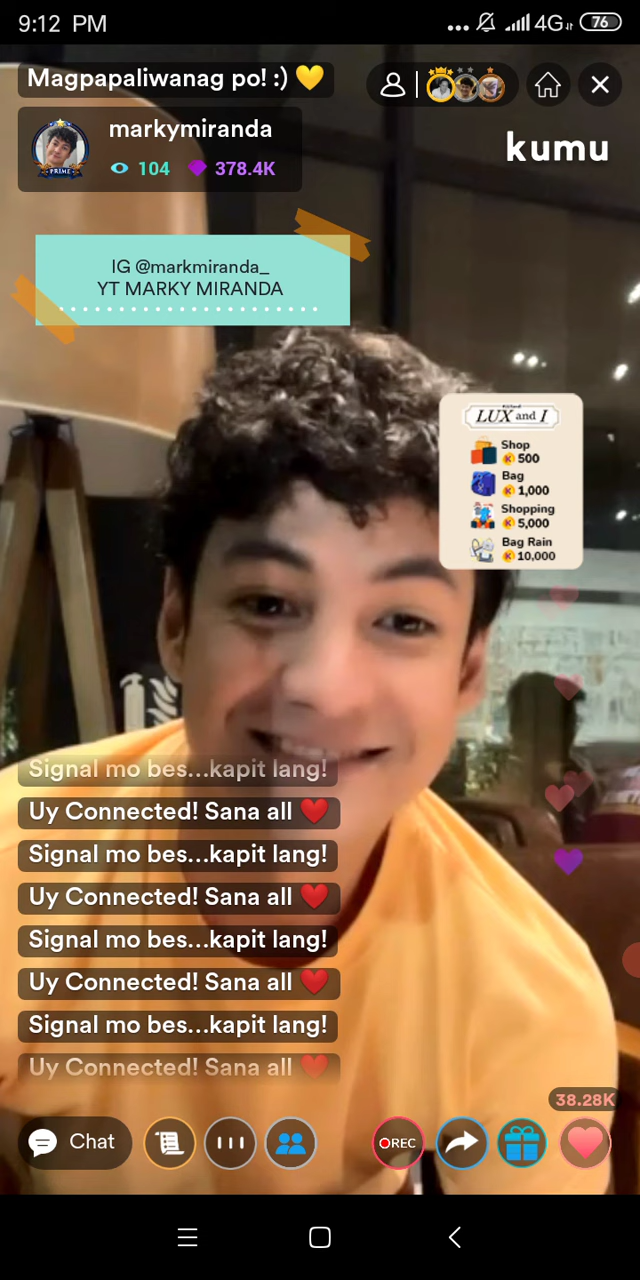 9:12 PM
4G
76
Magpapaliwanag po! :) 💛
markymiranda
104
378.4K
PRIME
kumu
IG @markmiranda_
YT MARKY MIRANDA
LUX and I
Shop
500
Bag
1,000
Shopping
5,000
Bag Rain
10,000
Signal mo bes...kapit lang!
Uy Connected! Sana all ❤️
Signal mo bes...kapit lang!
Uy Connected! Sana all ❤️
Signal mo bes...kapit lang!
Uy Connected! Sana all ❤️
Signal mo bes...kapit lang!
Uy Connected! Sana all ❤️
38.28K
Chat
REC